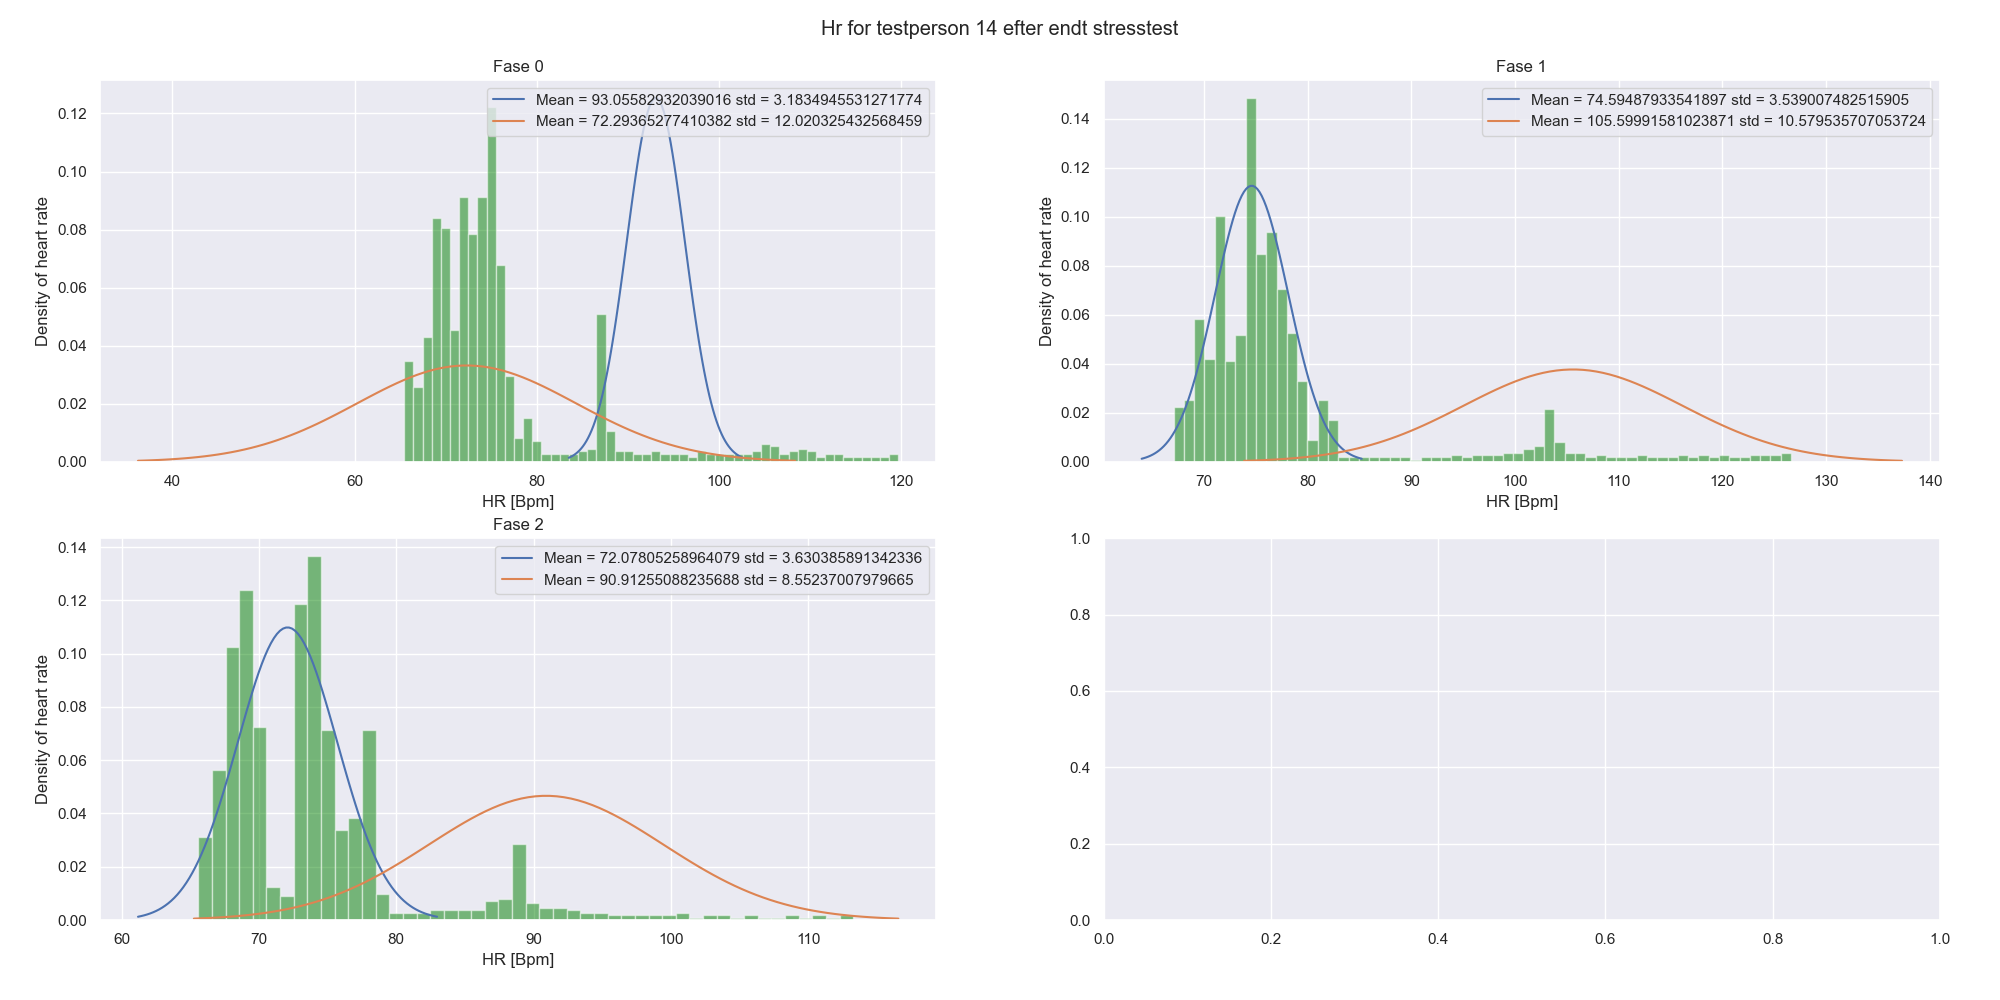 Hr for testperson 14 efter endt stresstest
Fase 0
Mean = 93.05582932039016 std = 3.1834945531271774
Mean = 72.29365277410382 std = 12.020325432568459
0.12
0.10
0.08
0.06
0.04
0.02
0.00
Density of heart rate
40 60 80 100 120
HR [Bpm]
Fase 1
Mean = 74.59487933541897 std = 3.539007482515905
Mean = 105.59991581023871 std = 10.579535707053724
0.14
0.12
0.10
0.08
0.06
0.04
0.02
0.00
Density of heart rate
70 80 90 100 110 120 130 140
HR [Bpm]
Fase 2
Mean = 72.07805258964079 std = 3.630385891342336
Mean = 90.91255088235688 std = 8.55237007979665
0.14
0.12
0.10
0.08
0.06
0.04
0.02
0.00
Density of heart rate
60 70 80 90 100 110
HR [Bpm]
1.0
0.8
0.6
0.4
0.2
0.0
0.0 0.2 0.4 0.6 0.8 1.0